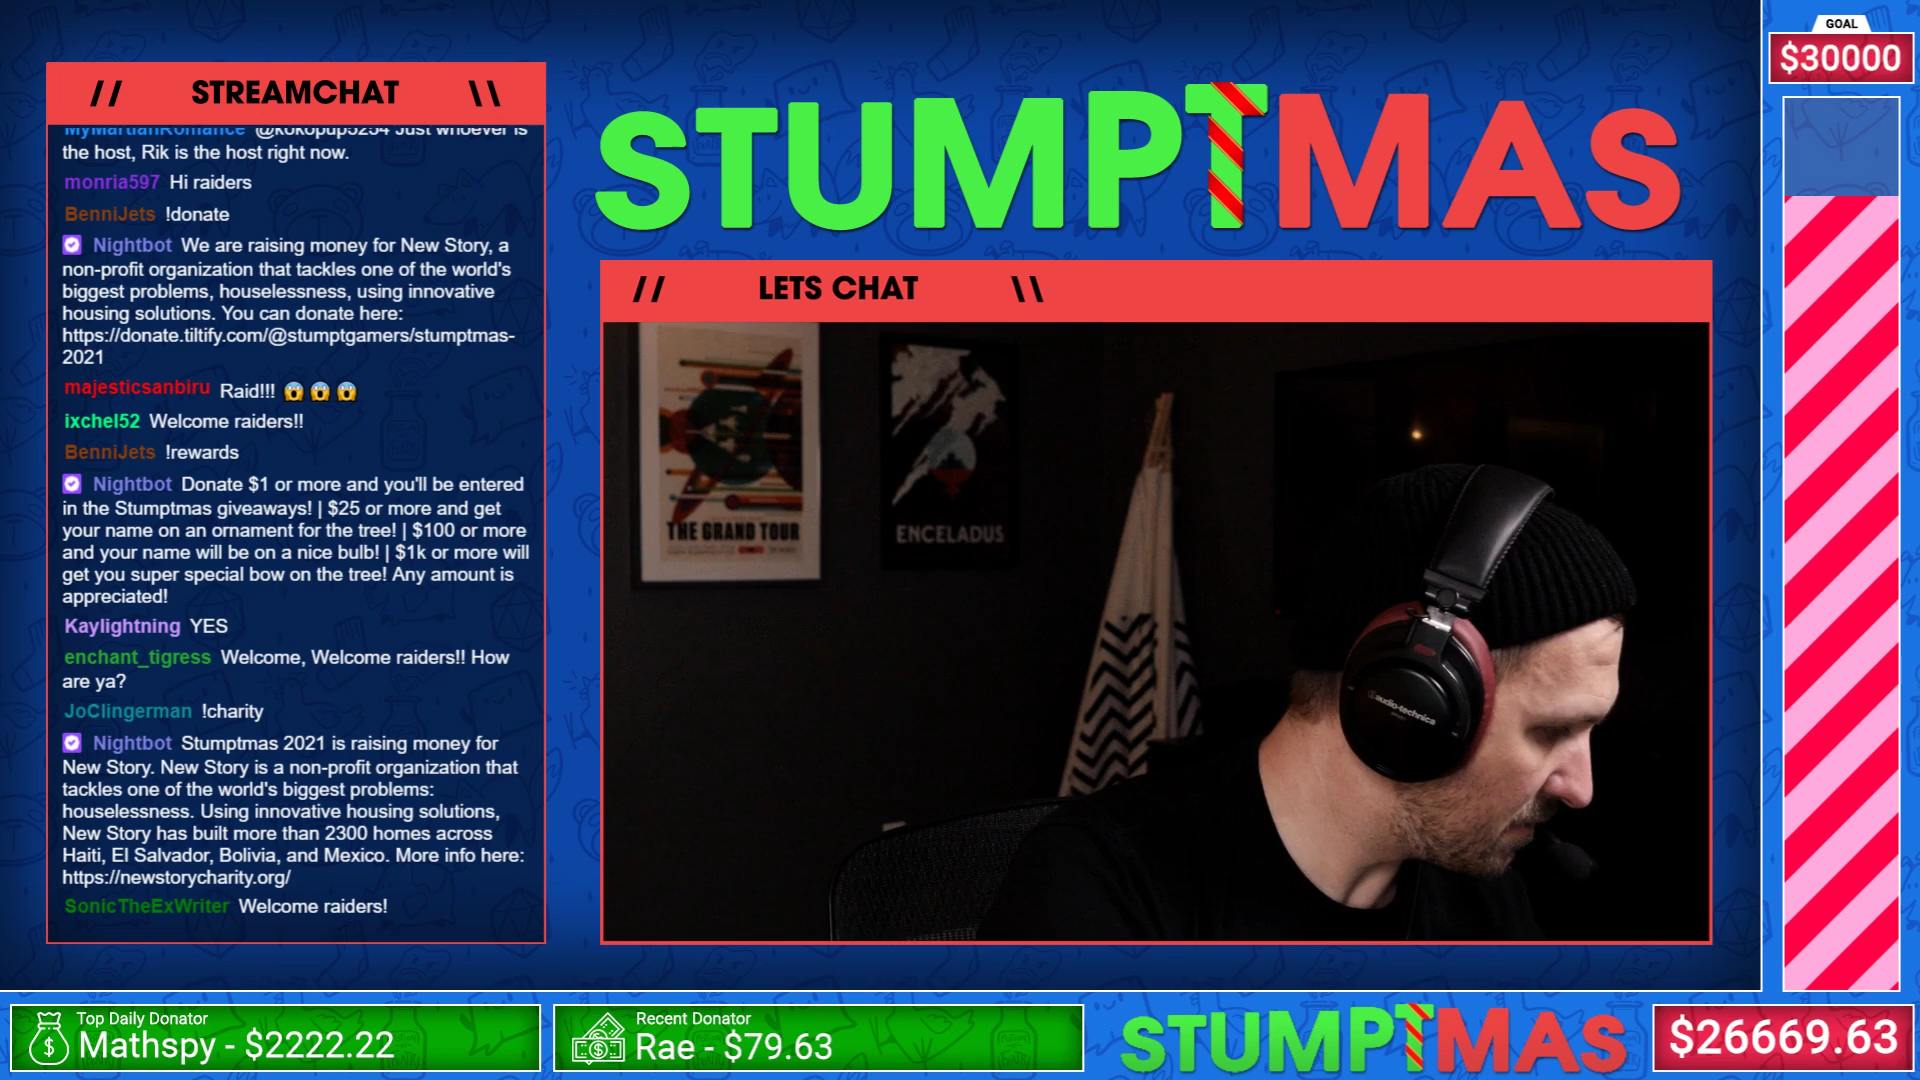 GOAL
$30000
// STREAMCHAT \\
MyMartianRomance @kokopup5254 Just whoever is
the host, Rik is the host right now.
monria597 Hi raiders
BenniJets !donate
Nightbot We are raising money for New Story, a
non-profit organization that tackles one of the world's
biggest problems, houselessness, using innovative
housing solutions. You can donate here:
https://donate.tiltify.com/@stumptgamers/stumptmas-
2021
majesticsanbiru Raid!!! 😱 😱 😱
ixchel52 Welcome raiders!!
BenniJets !rewards
Nightbot Donate $1 or more and you'll be entered
in the Stumptmas giveaways! | $25 or more and get
your name on an ornament for the tree! | $100 or more
and your name will be on a nice bulb! | $1k or more will
get you super special bow on the tree! Any amount is
appreciated!
Kaylightning YES
enchant_tigress Welcome, Welcome raiders!! How
are ya?
JoClingerman !charity
Nightbot Stumptmas 2021 is raising money for
New Story. New Story is a non-profit organization that
tackles one of the world's biggest problems:
houselessness. Using innovative housing solutions,
New Story has built more than 2300 homes across
Haiti, El Salvador, Bolivia, and Mexico. More info here:
https://newstorycharity.org/
SonicTheExWriter Welcome raiders!
STUMPTMAS
// LETS CHAT \\
THE GRAND TOUR
ENCELADUS
audio-technica
Top Daily Donator
Mathspy - $2222.22
Recent Donator
Rae - $79.63
STUMPTMAS
$26669.63